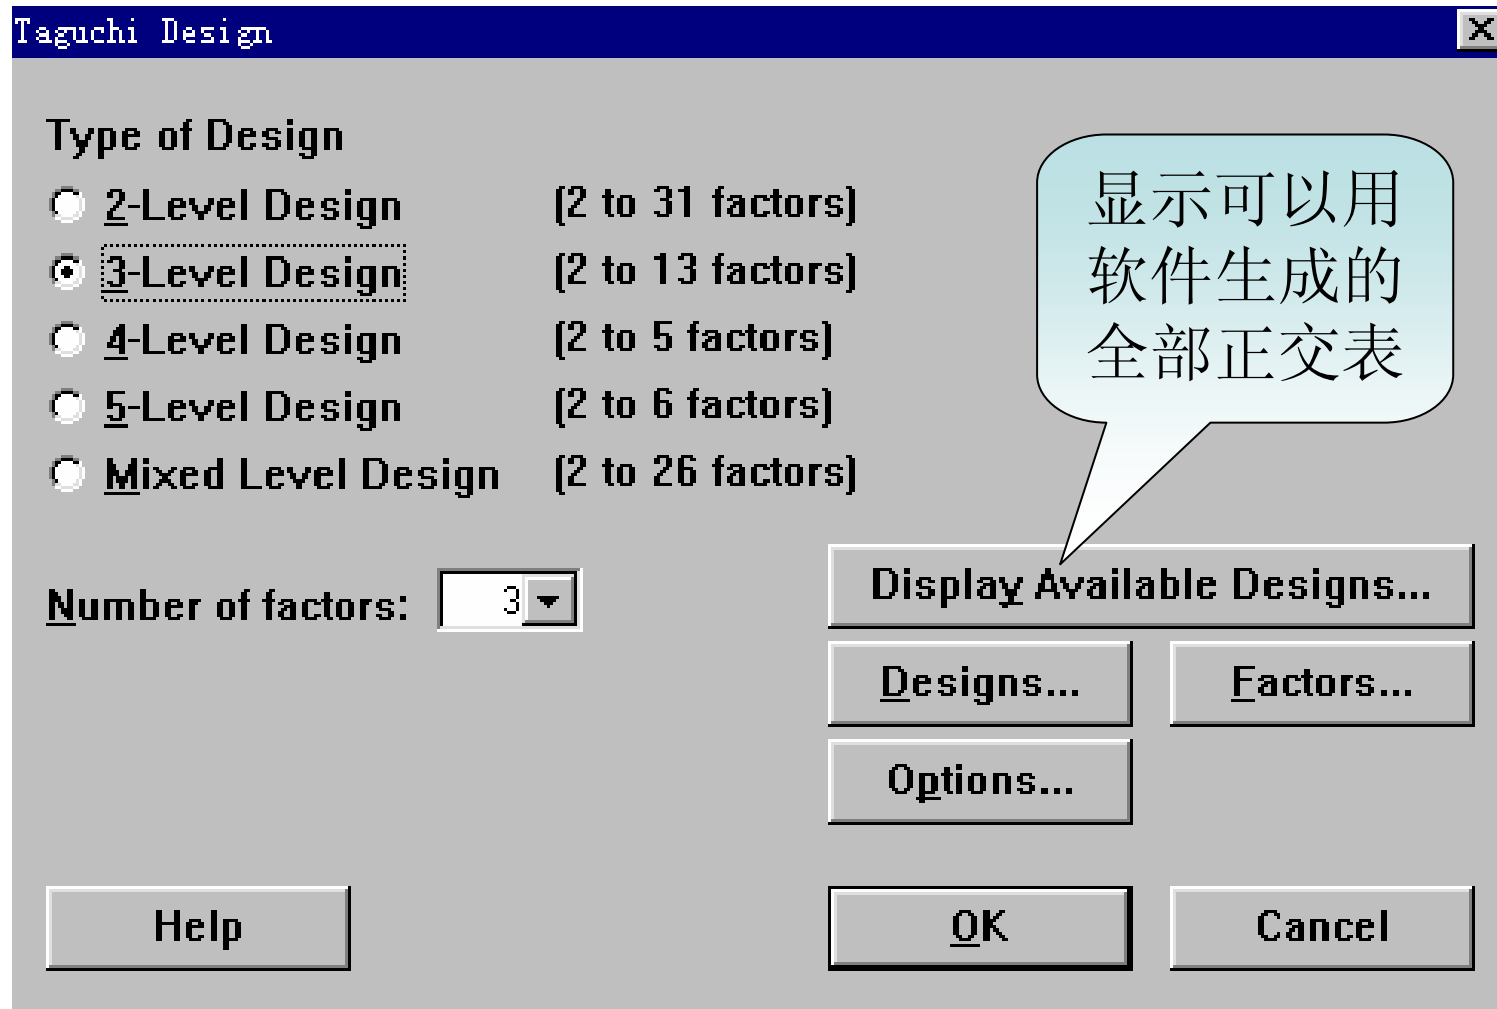 Taguchi Design
Type of Design
2-Level Design (2 to 31 factors)
3-Level Design (2 to 13 factors)
4-Level Design (2 to 5 factors)
5-Level Design (2 to 6 factors)
Mixed Level Design (2 to 26 factors)
显示可以用
软件生成的
全部正交表
Number of factors: 3
Display Available Designs...
Designs... Factors...
Options...
Help OK Cancel